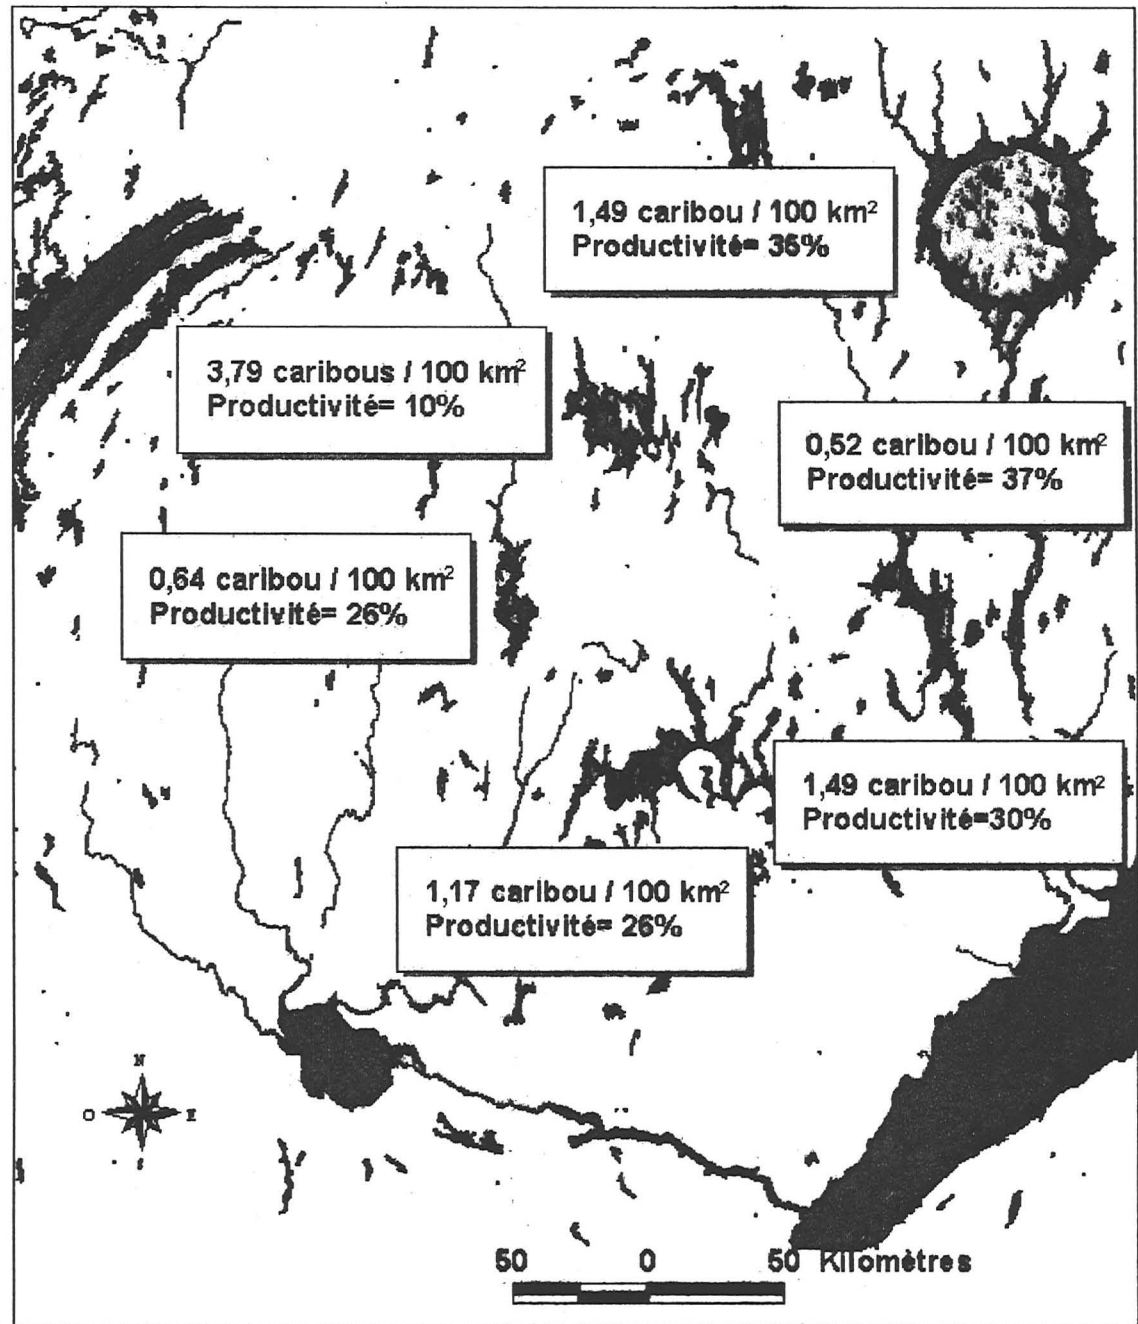 1,49 caribou / 100 km²
Productivité= 36%
3,79 caribous / 100 km²
Productivité= 10%
0,52 caribou / 100 km²
Productivité= 37%
0,64 caribou / 100 km²
Productivité= 26%
1,49 caribou / 100 km²
Productivité=30%
1,17 caribou / 100 km²
Productivité= 26%
N
O E
50 0 50 Kilomètres